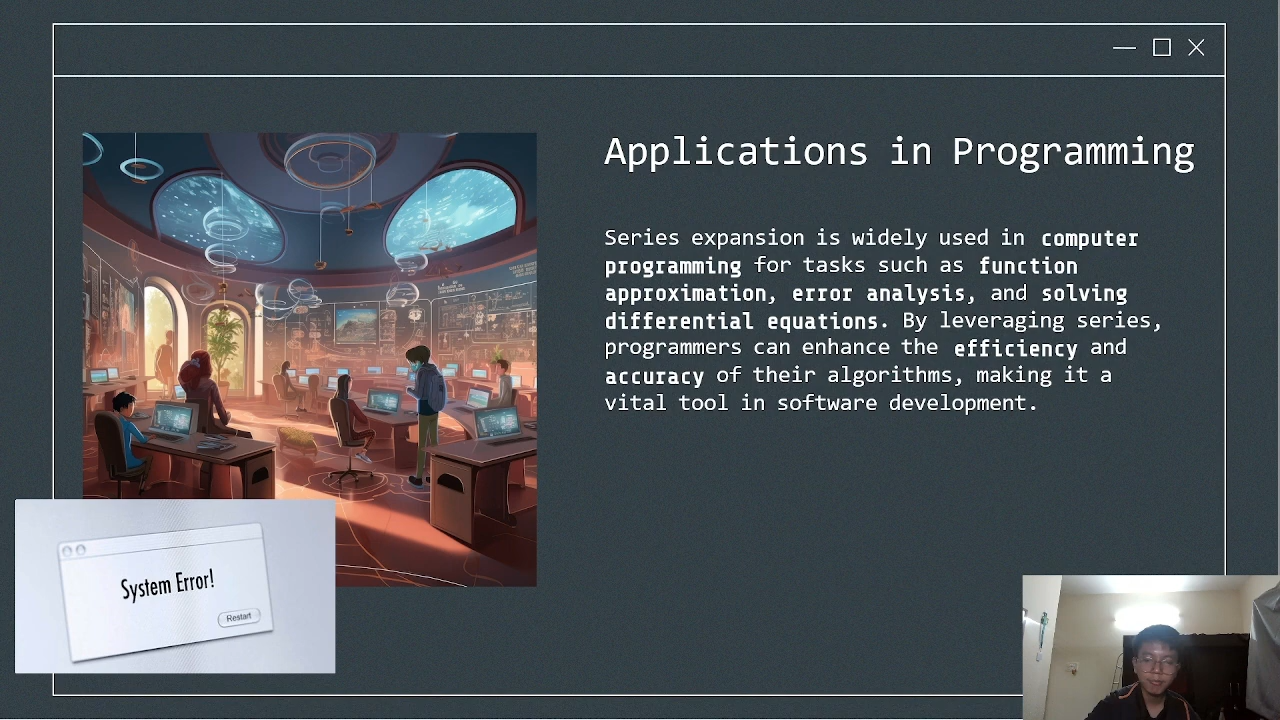 Applications in Programming
Series expansion is widely used in computer
programming for tasks such as function
approximation, error analysis, and solving
differential equations. By leveraging series,
programmers can enhance the efficiency and
accuracy of their algorithms, making it a
vital tool in software development.
System Error!
Restart